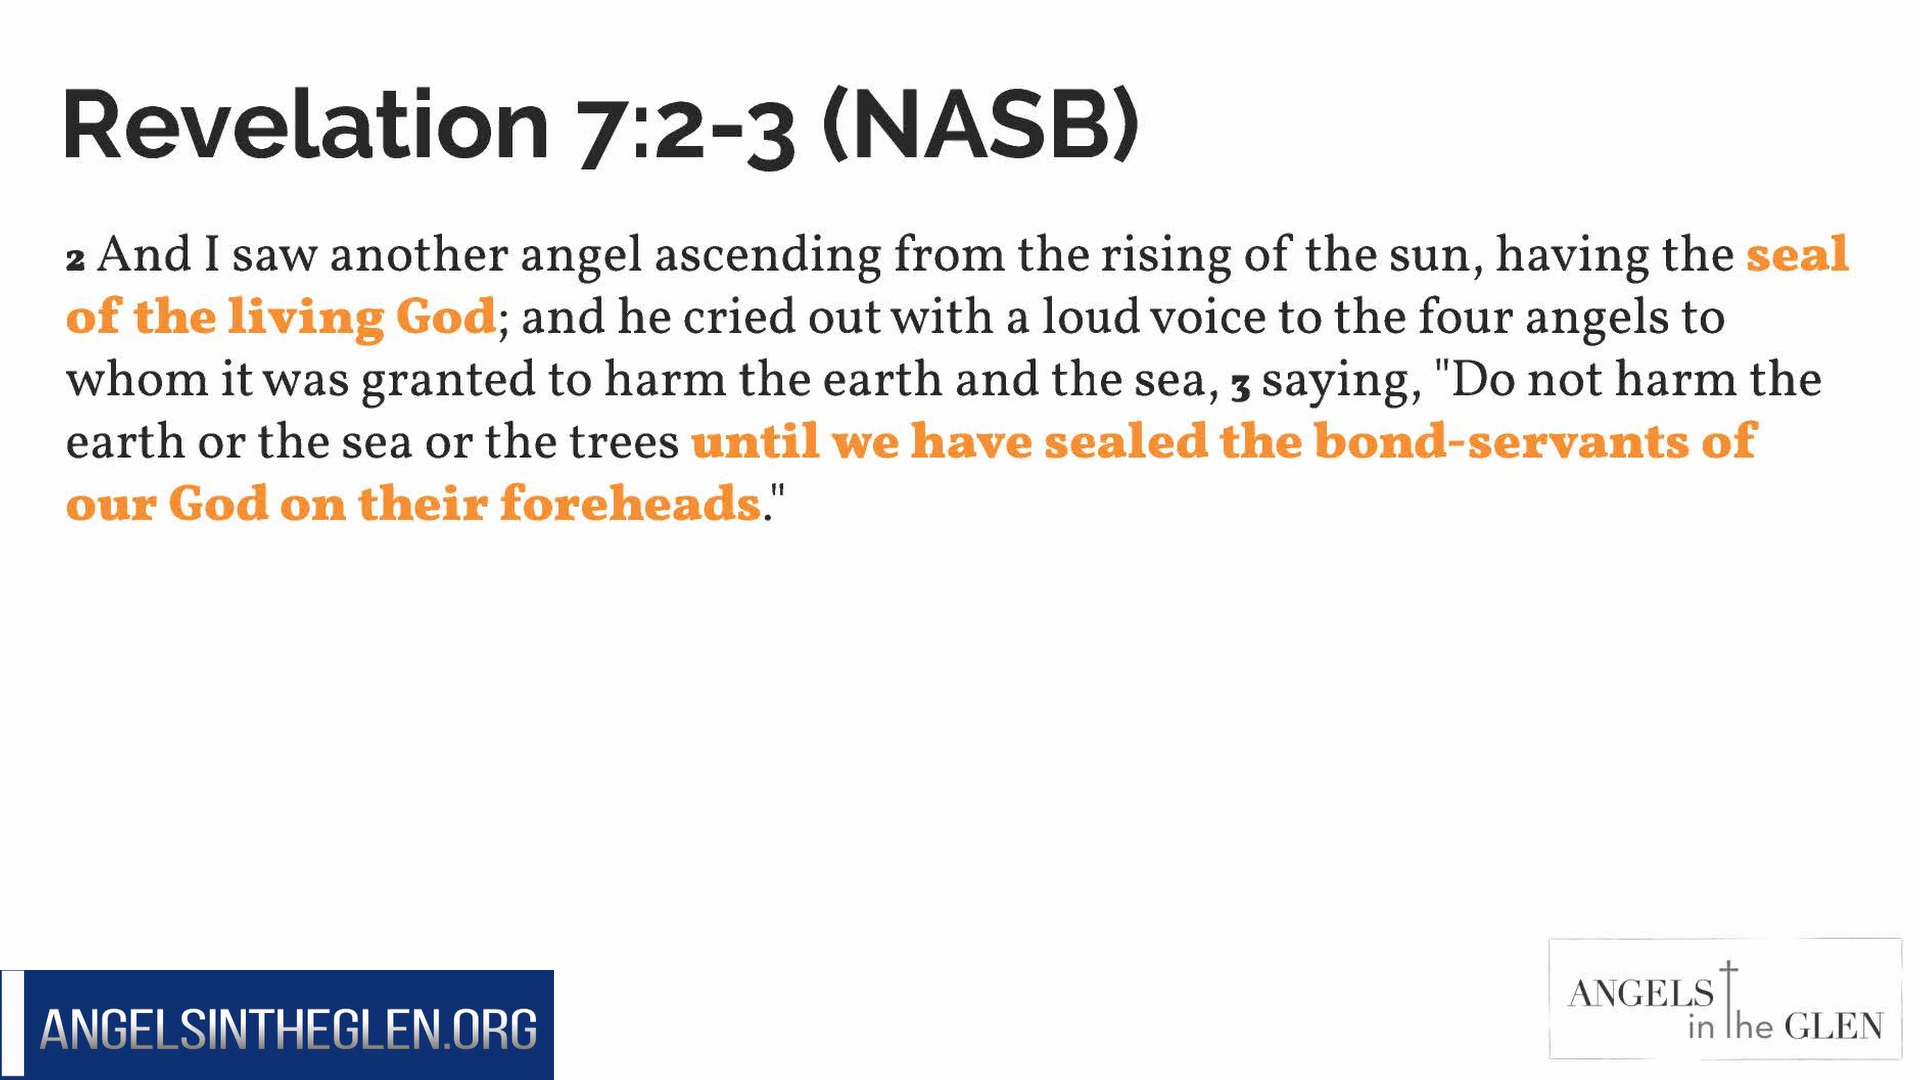 Revelation 7:2-3 (NASB)
2 And I saw another angel ascending from the rising of the sun, having the seal
of the living God; and he cried out with a loud voice to the four angels to
whom it was granted to harm the earth and the sea, 3 saying, "Do not harm the
earth or the sea or the trees until we have sealed the bond-servants of
our God on their foreheads."
ANGELSINTHEGLEN.ORG
ANGELS
in the GLEN